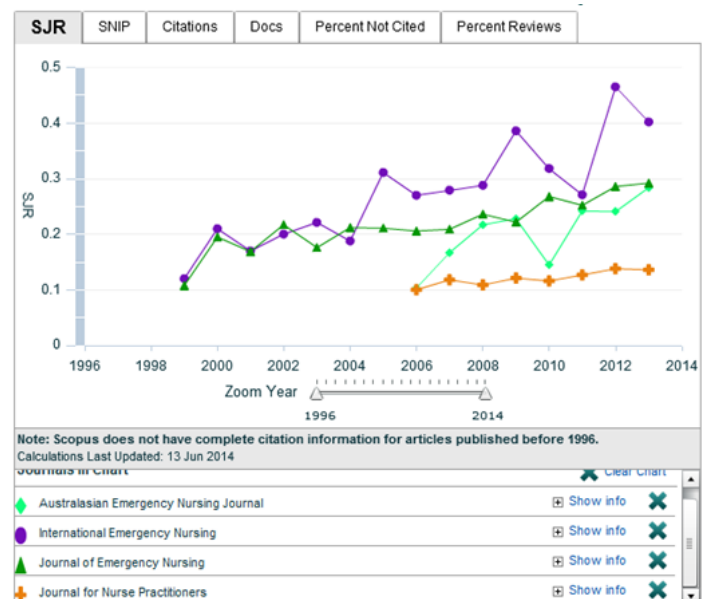 SJR SNIP Citations Docs Percent Not Cited Percent Reviews
0.5
0.4
0.3
0.2
0.1
0
SJR
1996 1998 2000 2002 2004 2006 2008 2010 2012 2014
Zoom Year
1996 2014
Note: Scopus does not have complete citation information for articles published before 1996.
Calculations Last Updated: 13 Jun 2014
Journals in Chart Clear Chart
Australasian Emergency Nursing Journal Show info
International Emergency Nursing Show info
Journal of Emergency Nursing Show info
Journal for Nurse Practitioners Show info